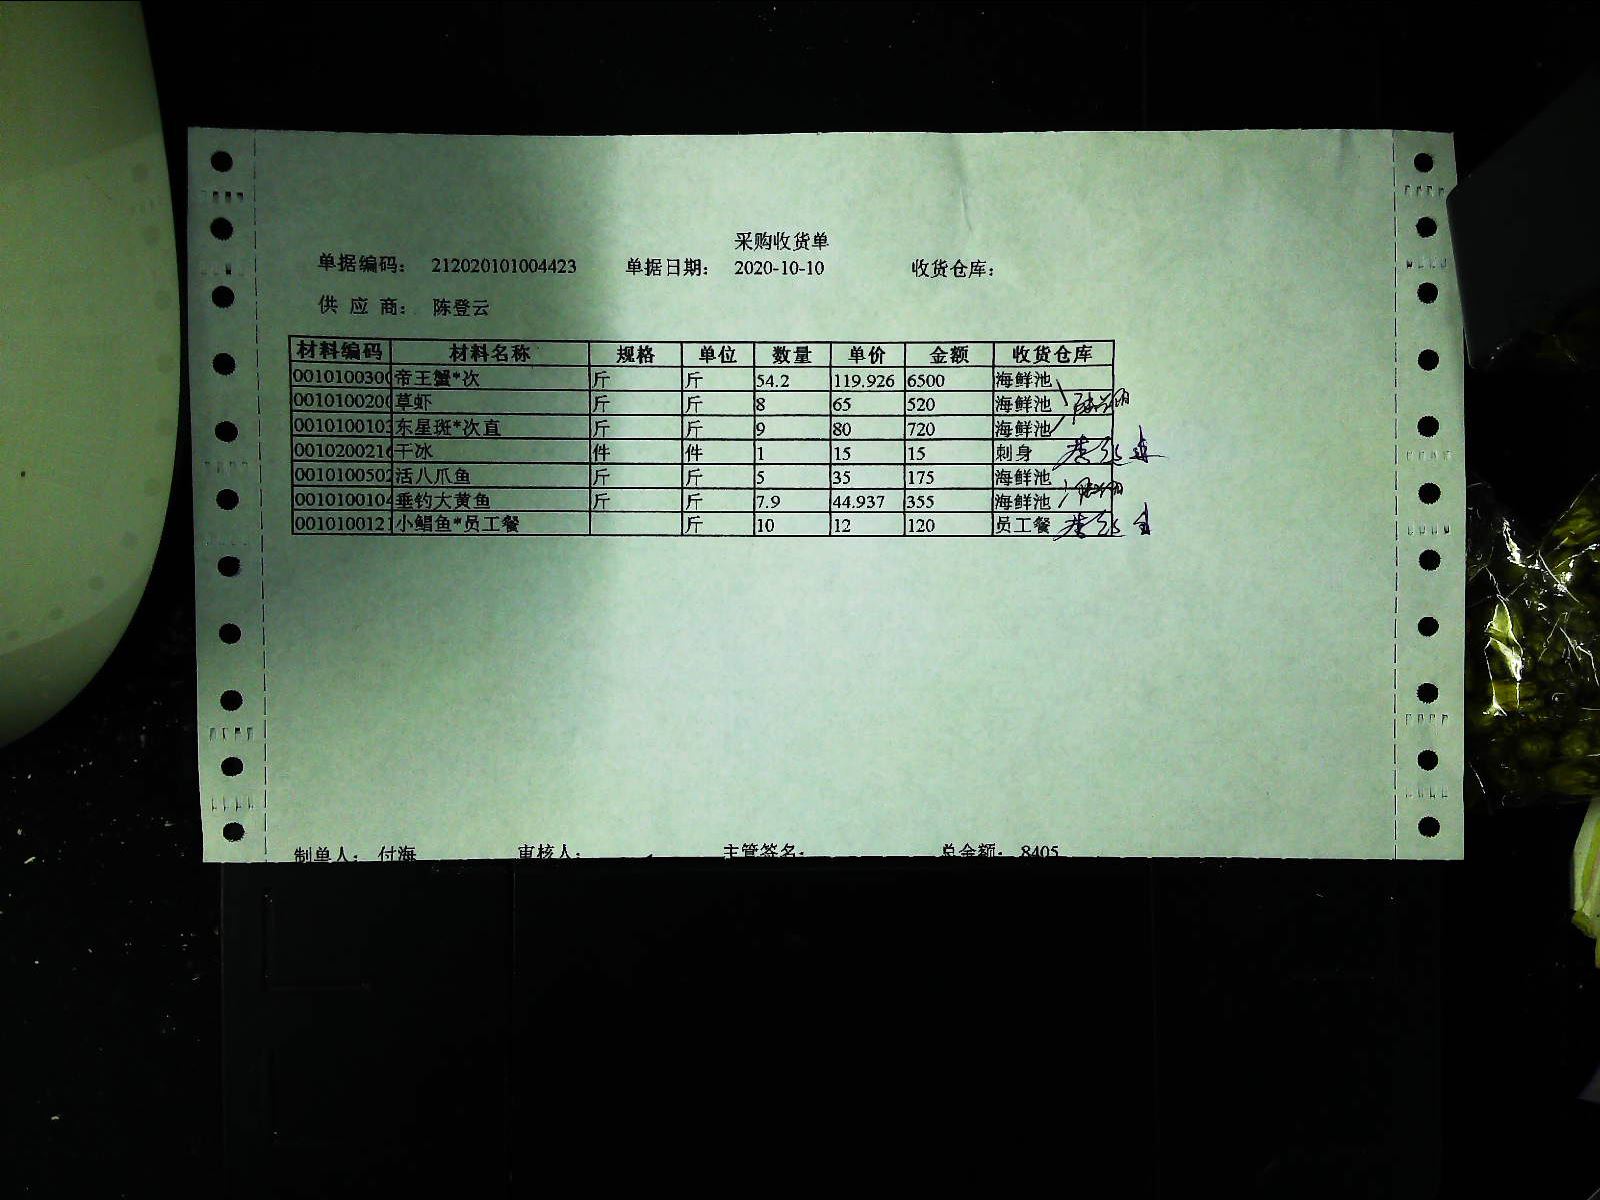 采购收货单
单据编码: 212020101004423 单据日期: 2020-10-10 收货仓库:
供 应 商: 陈登云
材料编码 材料名称 规格 单位 数量 单价 金额 收货仓库
0010100300 帝王蟹*次 斤 斤 54.2 119.926 6500 海鲜池
0010100200 草虾 斤 斤 8 65 520 海鲜池
0010100103 东星斑*次直 斤 斤 9 80 720 海鲜池
0010200216 干冰 件 件 1 15 15 刺身
0010100502 活八爪鱼 斤 斤 5 35 175 海鲜池
0010100104 垂钓大黄鱼 斤 斤 7.9 44.937 355 海鲜池
0010100121 小鲳鱼*员工餐 斤 10 12 120 员工餐
制单人: 付海 审核人: 主管签名: 总金额: 8405